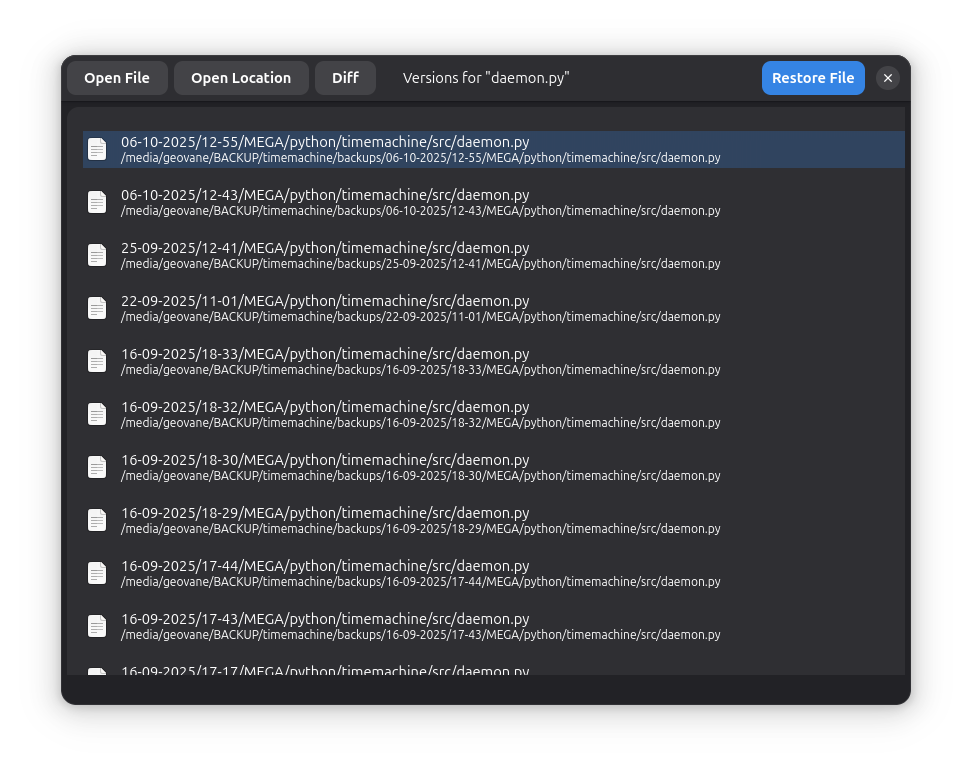 Open File
Open Location
Diff
Versions for "daemon.py"
Restore File
06-10-2025/12-55/MEGA/python/timemachine/src/daemon.py
/media/geovane/BACKUP/timemachine/backups/06-10-2025/12-55/MEGA/python/timemachine/src/daemon.py
06-10-2025/12-43/MEGA/python/timemachine/src/daemon.py
/media/geovane/BACKUP/timemachine/backups/06-10-2025/12-43/MEGA/python/timemachine/src/daemon.py
25-09-2025/12-41/MEGA/python/timemachine/src/daemon.py
/media/geovane/BACKUP/timemachine/backups/25-09-2025/12-41/MEGA/python/timemachine/src/daemon.py
22-09-2025/11-01/MEGA/python/timemachine/src/daemon.py
/media/geovane/BACKUP/timemachine/backups/22-09-2025/11-01/MEGA/python/timemachine/src/daemon.py
16-09-2025/18-33/MEGA/python/timemachine/src/daemon.py
/media/geovane/BACKUP/timemachine/backups/16-09-2025/18-33/MEGA/python/timemachine/src/daemon.py
16-09-2025/18-32/MEGA/python/timemachine/src/daemon.py
/media/geovane/BACKUP/timemachine/backups/16-09-2025/18-32/MEGA/python/timemachine/src/daemon.py
16-09-2025/18-30/MEGA/python/timemachine/src/daemon.py
/media/geovane/BACKUP/timemachine/backups/16-09-2025/18-30/MEGA/python/timemachine/src/daemon.py
16-09-2025/18-29/MEGA/python/timemachine/src/daemon.py
/media/geovane/BACKUP/timemachine/backups/16-09-2025/18-29/MEGA/python/timemachine/src/daemon.py
16-09-2025/17-44/MEGA/python/timemachine/src/daemon.py
/media/geovane/BACKUP/timemachine/backups/16-09-2025/17-44/MEGA/python/timemachine/src/daemon.py
16-09-2025/17-43/MEGA/python/timemachine/src/daemon.py
/media/geovane/BACKUP/timemachine/backups/16-09-2025/17-43/MEGA/python/timemachine/src/daemon.py
16-09-2025/17-17/MEGA/python/timemachine/src/daemon.py